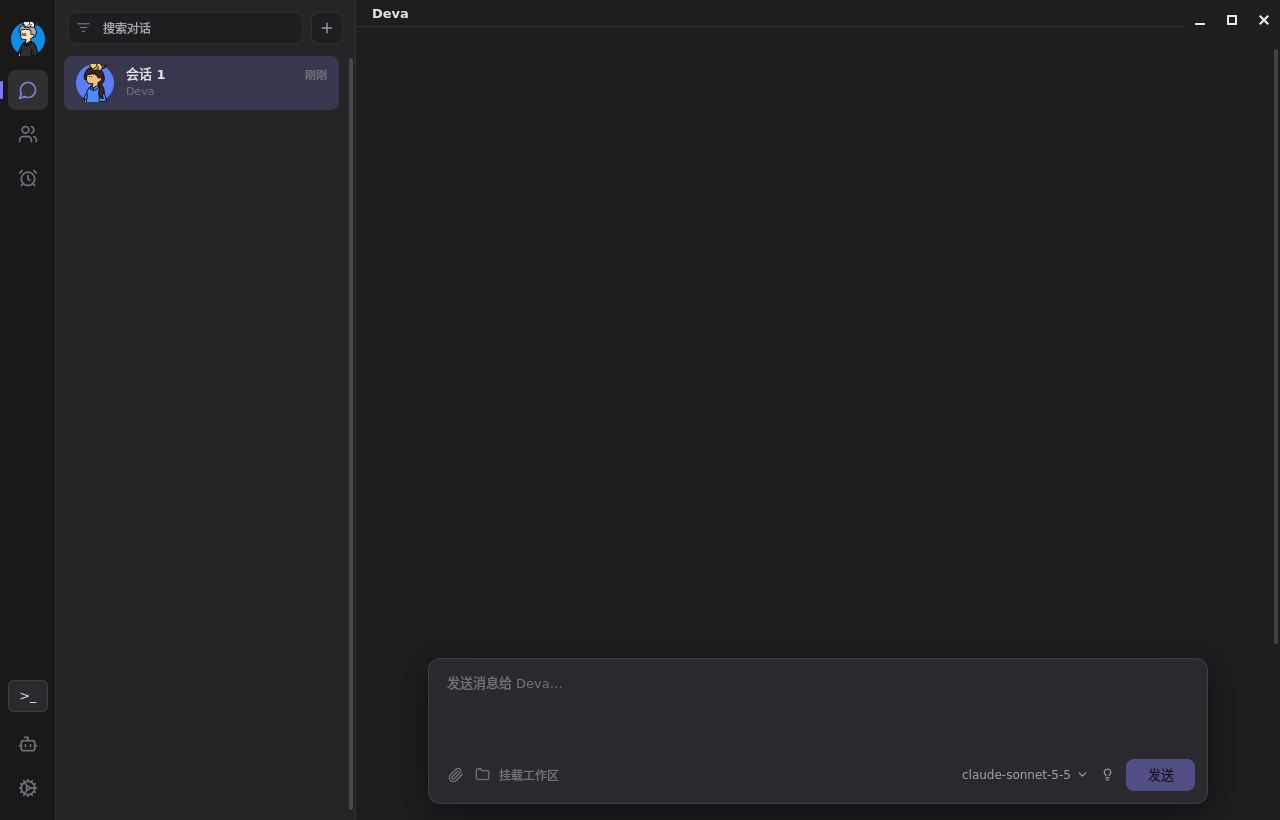 搜索对话
会话 1
刚刚
Deva
Deva
发送消息给 Deva...
挂载工作区
claude-sonnet-5-5
发送
>_